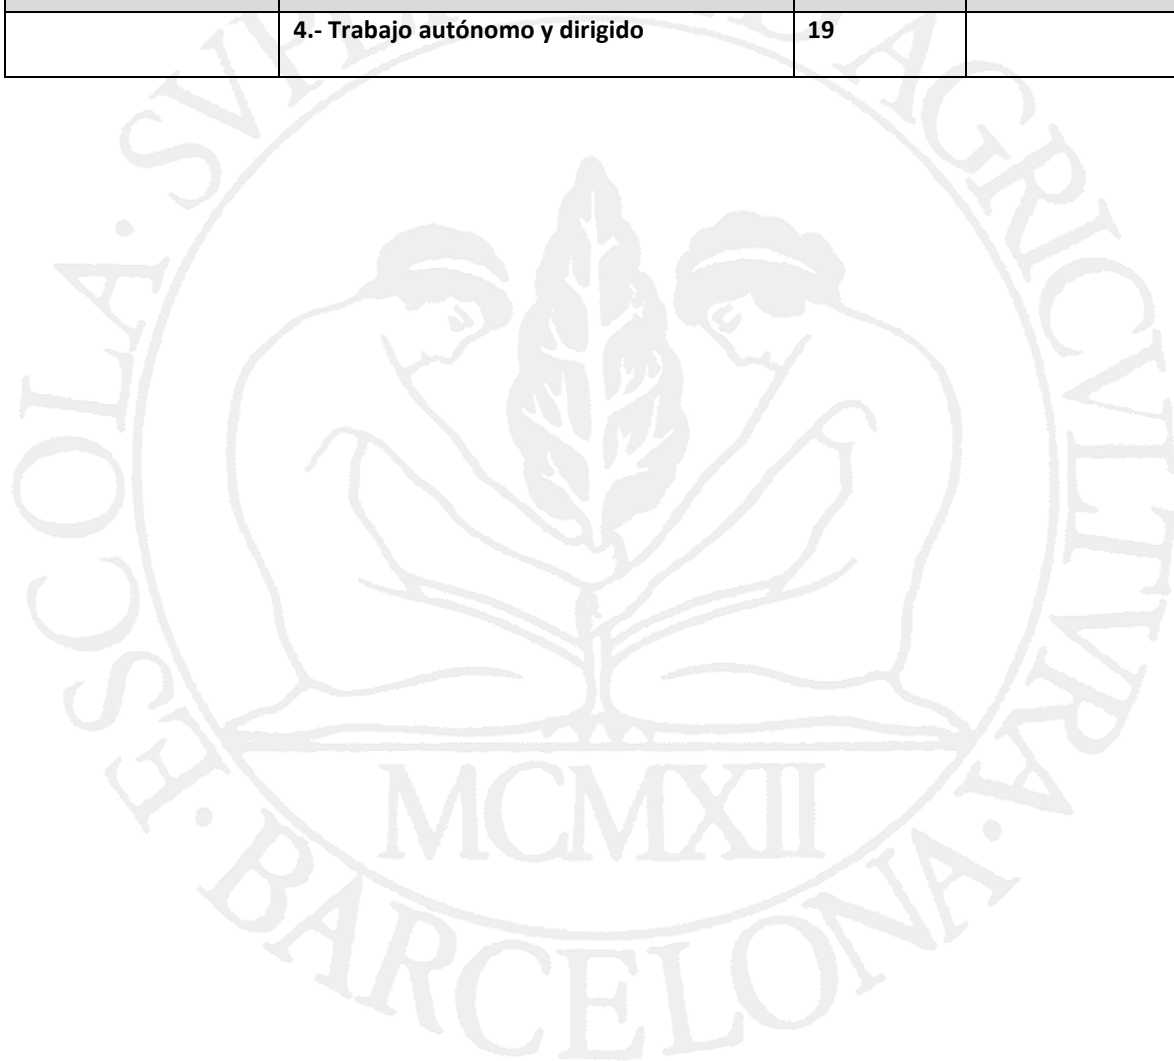 4.- Trabajo autónomo y dirigido 19
ESCOLA · SVPERIOR D'AGRICVLTVRA · BARCELONA ·
MCMXII